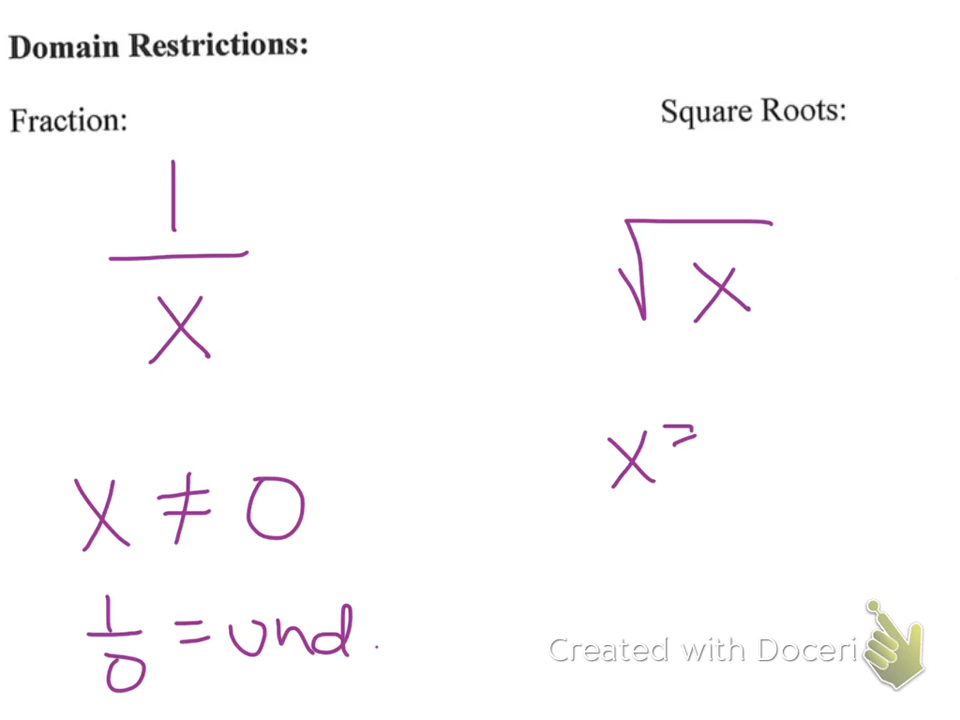 Domain Restrictions:
Fraction:
1
x
x ≠ 0
1
0
= und.
Square Roots:
√x
x =
Created with Doceri